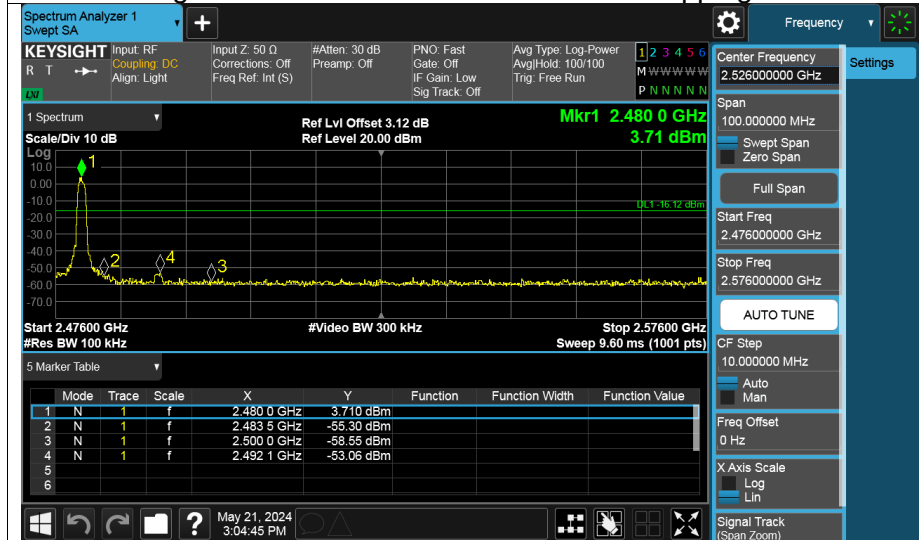 Spectrum Analyzer 1
Swept SA
+
Frequency
KEYSIGHT
R T
LXI
Input: RF
Coupling: DC
Align: Light
Input Z: 50 Ω
Corrections: Off
Freq Ref: Int (S)
#Atten: 30 dB
Preamp: Off
PNO: Fast
Gate: Off
IF Gain: Low
Sig Track: Off
Avg Type: Log-Power
Avg|Hold: 100/100
Trig: Free Run
1 2 3 4 5 6
M W W W W W
P N N N N N
1 Spectrum
Scale/Div 10 dB
Ref Lvl Offset 3.12 dB
Ref Level 20.00 dBm
Mkr1 2.480 0 GHz
3.71 dBm
Log
10.0
0.00
-10.0
-20.0
-30.0
-40.0
-50.0
-60.0
-70.0
1
2
4
3
DL1 -16.12 dBm
Start 2.47600 GHz
#Res BW 100 kHz
#Video BW 300 kHz
Stop 2.57600 GHz
Sweep 9.60 ms (1001 pts)
5 Marker Table
Mode Trace Scale X Y Function Function Width Function Value
1 N 1 f 2.480 0 GHz 3.710 dBm
2 N 1 f 2.483 5 GHz -55.30 dBm
3 N 1 f 2.500 0 GHz -58.55 dBm
4 N 1 f 2.492 1 GHz -53.06 dBm
5
6
?
May 21, 2024
3:04:45 PM
Center Frequency
2.526000000 GHz
Span
100.000000 MHz
Swept Span
Zero Span
Full Span
Start Freq
2.476000000 GHz
Stop Freq
2.576000000 GHz
AUTO TUNE
CF Step
10.000000 MHz
Auto
Man
Freq Offset
0 Hz
X Axis Scale
Log
Lin
Signal Track
(Span Zoom)
Settings